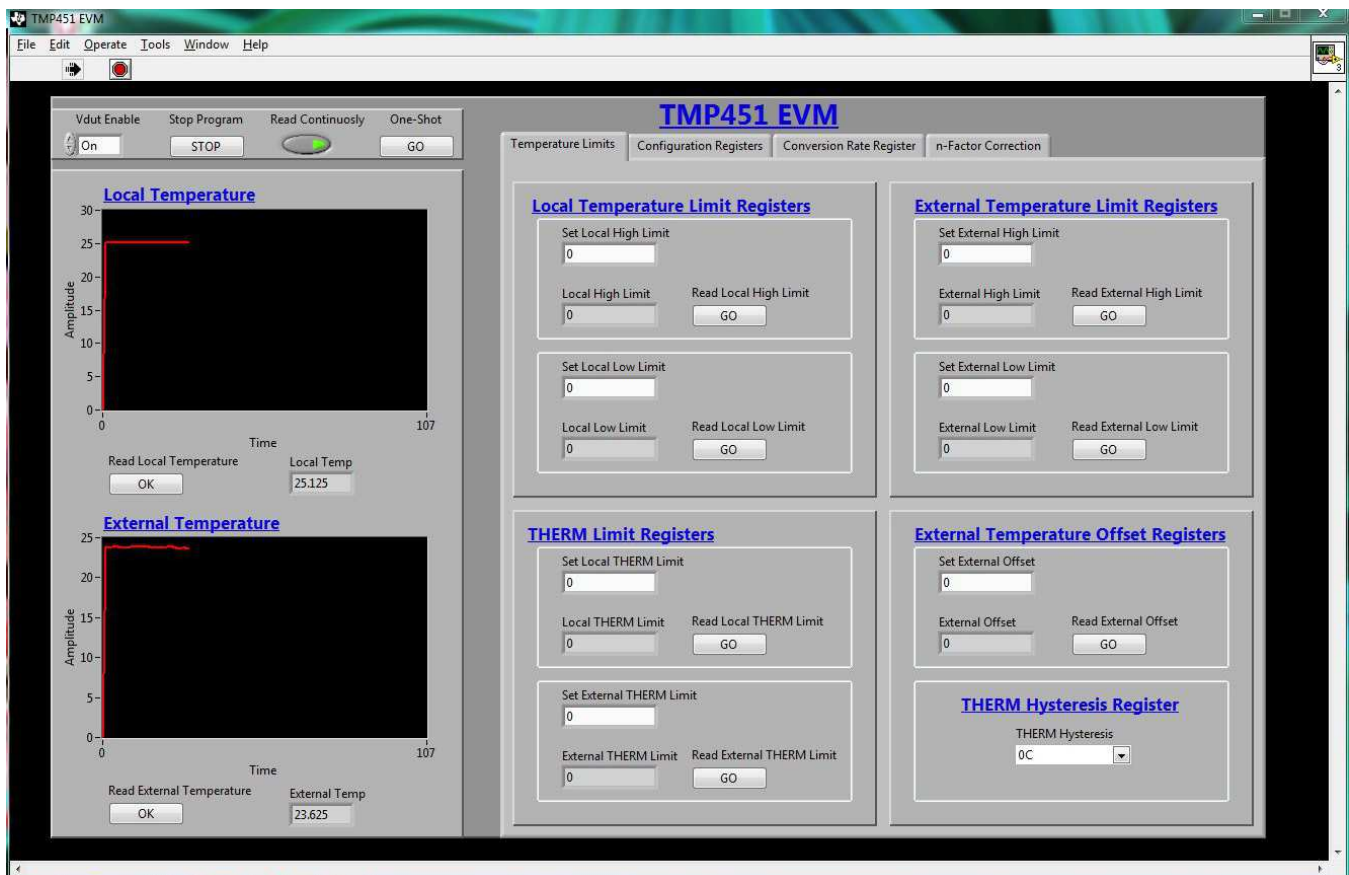 TMP451 EVM
File Edit Operate Tools Window Help
3
Vdut Enable Stop Program Read Continuosly One-Shot
On STOP GO
TMP451 EVM
Temperature Limits Configuration Registers Conversion Rate Register n-Factor Correction
Local Temperature
30
25
20
15
10
5
0
Amplitude
0 107
Time
Read Local Temperature Local Temp
OK 25.125
External Temperature
25
20
15
10
5
0
Amplitude
0 107
Time
Read External Temperature External Temp
OK 23.625
Local Temperature Limit Registers
Set Local High Limit
0
Local High Limit Read Local High Limit
0 GO
Set Local Low Limit
0
Local Low Limit Read Local Low Limit
0 GO
External Temperature Limit Registers
Set External High Limit
0
External High Limit Read External High Limit
0 GO
Set External Low Limit
0
External Low Limit Read External Low Limit
0 GO
THERM Limit Registers
Set Local THERM Limit
0
Local THERM Limit Read Local THERM Limit
0 GO
Set External THERM Limit
0
External THERM Limit Read External THERM Limit
0 GO
External Temperature Offset Registers
Set External Offset
0
External Offset Read External Offset
0 GO
THERM Hysteresis Register
THERM Hysteresis
0C